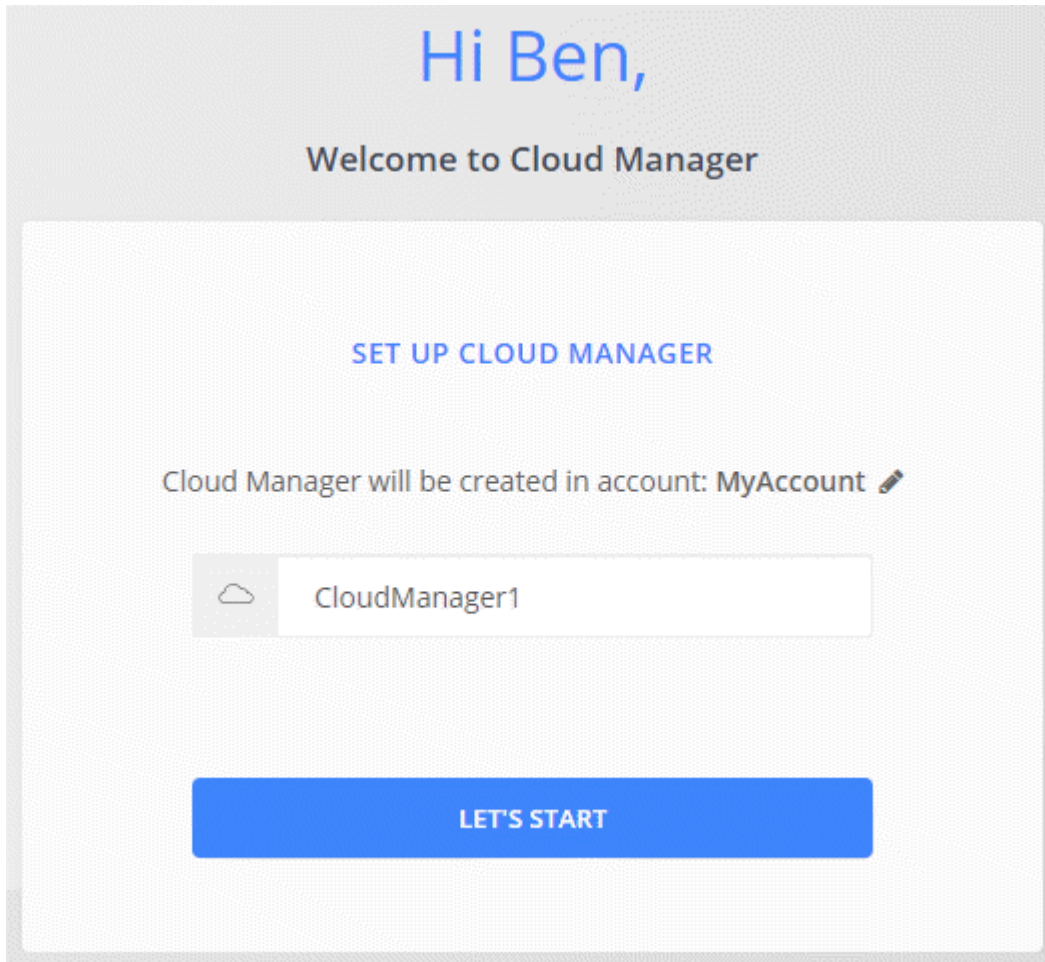 Hi Ben,
Welcome to Cloud Manager
SET UP CLOUD MANAGER
Cloud Manager will be created in account: MyAccount
CloudManager1
LET'S START